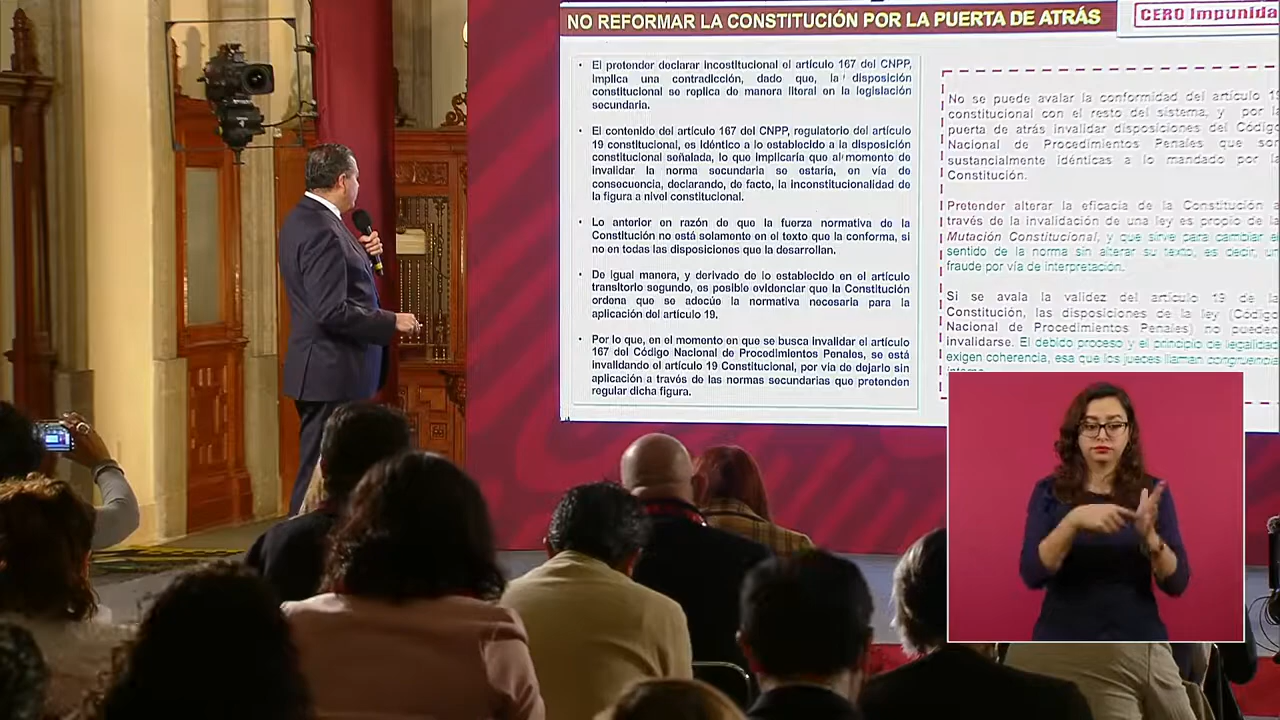 NO REFORMAR LA CONSTITUCIÓN POR LA PUERTA DE ATRÁS
CERO Impunida
• El pretender declarar incostitucional el artículo 167 del CNPP,
implica una contradicción, dado que, la disposición
constitucional se replica de manera literal en la legislación
secundaria.
• El contenido del artículo 167 del CNPP, regulatorio del artículo
19 constitucional, es idéntico a lo establecido a la disposición
constitucional señalada, lo que implicaría que al momento de
invalidar la norma secundaria se estaría, en vía de
consecuencia, declarando, de facto, la inconstitucionalidad de
la figura a nivel constitucional.
• Lo anterior en razón de que la fuerza normativa de la
Constitución no está solamente en el texto que la conforma, si
no en todas las disposiciones que la desarrollan.
• De igual manera, y derivado de lo establecido en el artículo
transitorio segundo, es posible evidenciar que la Constitución
ordena que se adecúe la normativa necesaria para la
aplicación del artículo 19.
• Por lo que, en el momento en que se busca invalidar el artículo
167 del Código Nacional de Procedimientos Penales, se está
invalidando el artículo 19 Constitucional, por vía de dejarlo sin
aplicación a través de las normas secundarias que pretenden
regular dicha figura.
No se puede avalar la conformidad del artículo 19
constitucional con el resto del sistema, y por la
puerta de atrás invalidar disposiciones del Código
Nacional de Procedimientos Penales que son
sustancialmente idénticas a lo mandado por la
Constitución.
Pretender alterar la eficacia de la Constitución a
través de la invalidación de una ley es propio de la
Mutación Constitucional, y que sirve para cambiar el
sentido de la norma sin alterar su texto, es decir, un
fraude por vía de interpretación.
Si se avala la validez del artículo 19 de la
Constitución, las disposiciones de la ley (Código
Nacional de Procedimientos Penales) no pueden
invalidarse. El debido proceso y el principio de legalidad
exigen coherencia, esa que los jueces llaman congruencia